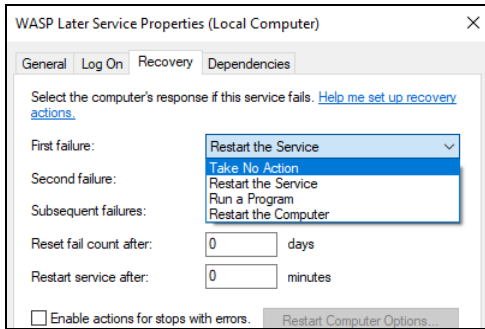 WASP Later Service Properties (Local Computer)
General Log On Recovery Dependencies
Select the computer's response if this service fails. Help me set up recovery
actions.
First failure: Restart the Service
Take No Action
Second failure: Restart the Service
Run a Program
Subsequent failures: Restart the Computer
Reset fail count after: 0 days
Restart service after: 0 minutes
Enable actions for stops with errors. Restart Computer Options...